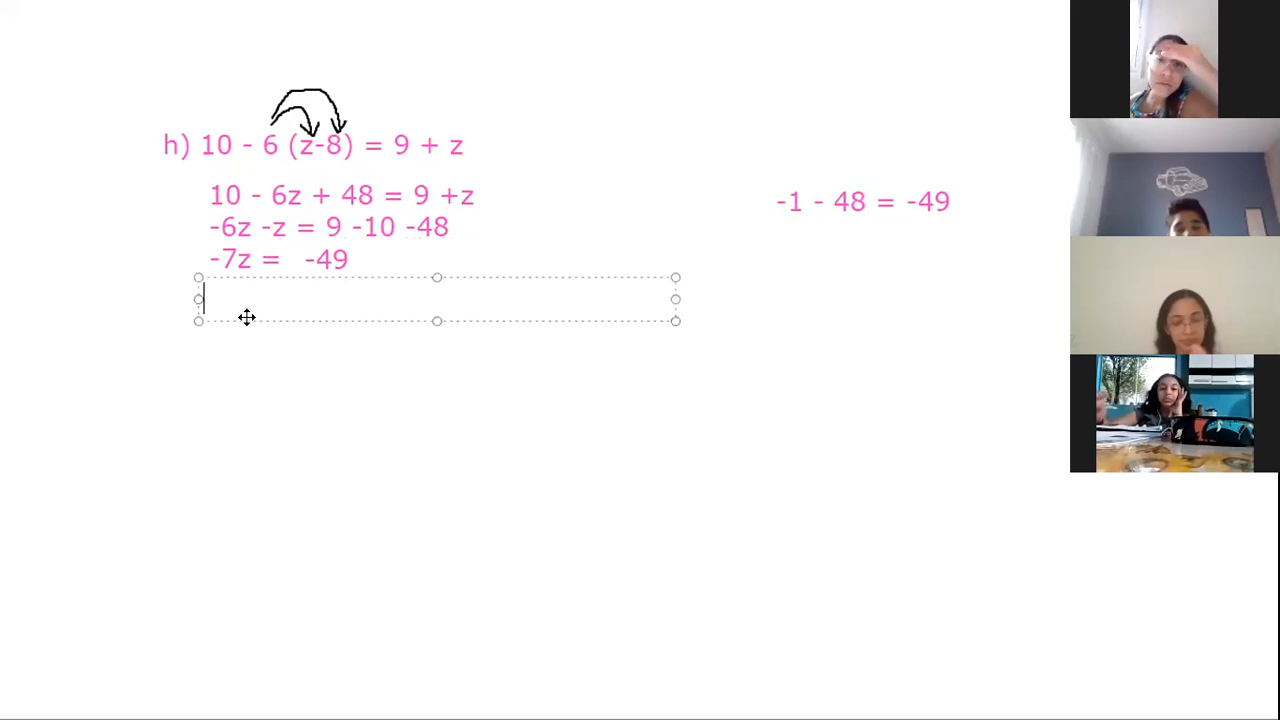 h) 10 - 6 (z-8) = 9 + z
10 - 6z + 48 = 9 +z
-1 - 48 = -49
-6z -z = 9 -10 -48
-7z = -49